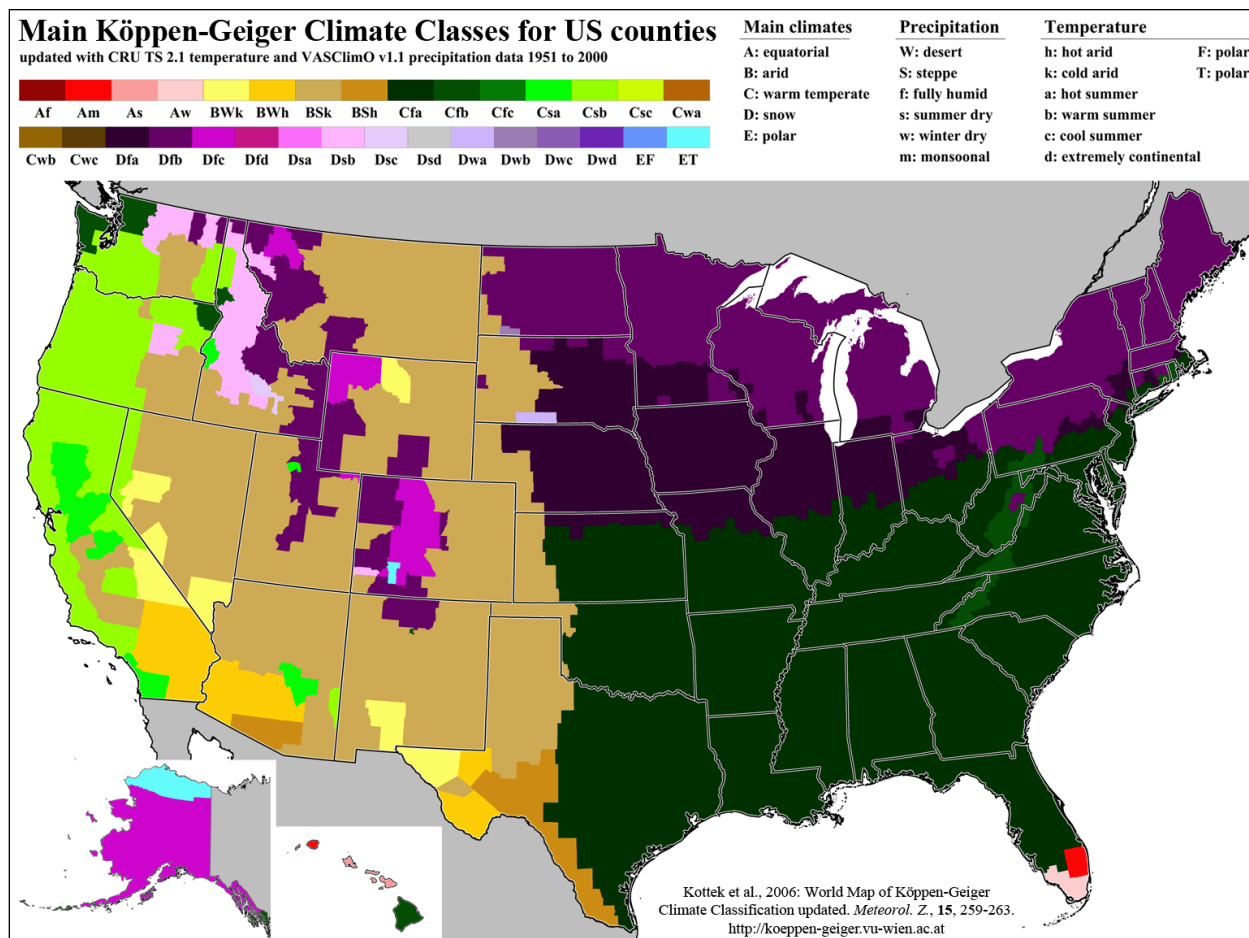 Main Köppen-Geiger Climate Classes for US counties
updated with CRU TS 2.1 temperature and VASClimO v1.1 precipitation data 1951 to 2000
Af Am As Aw BWk BWh BSk BSh Cfa Cfb Cfc Csa Csb Csc Cwa
Cwb Cwc Dfa Dfb Dfc Dfd Dsa Dsb Dsc Dsd Dwa Dwb Dwc Dwd EF ET
Main climates
A: equatorial
B: arid
C: warm temperate
D: snow
E: polar
Precipitation
W: desert
S: steppe
f: fully humid
s: summer dry
w: winter dry
m: monsoonal
Temperature
h: hot arid F: polar
k: cold arid T: polar
a: hot summer
b: warm summer
c: cool summer
d: extremely continental
Kottek et al., 2006: World Map of Köppen-Geiger
Climate Classification updated. Meteorol. Z., 15, 259-263.
http://koeppen-geiger.vu-wien.ac.at